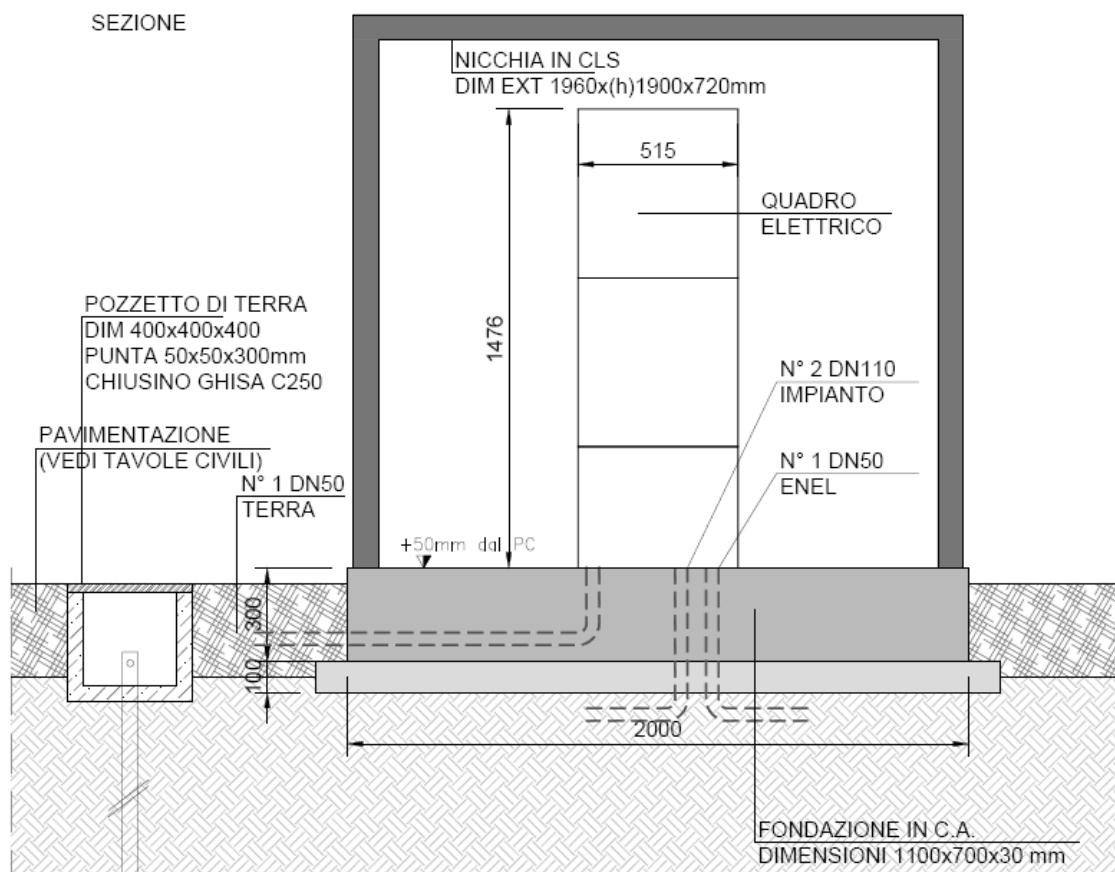 SEZIONE
NICCHIA IN CLS
DIM EXT 1960x(h)1900x720mm
515
QUADRO
ELETTRICO
1476
POZZETTO DI TERRA
DIM 400x400x400
PUNTA 50x50x300mm
CHIUSINO GHISA C250
N° 2 DN110
IMPIANTO
PAVIMENTAZIONE
(VEDI TAVOLE CIVILI)
N° 1 DN50
TERRA
N° 1 DN50
ENEL
+50mm dal PC
300
100
2000
FONDAZIONE IN C.A.
DIMENSIONI 1100x700x30 mm